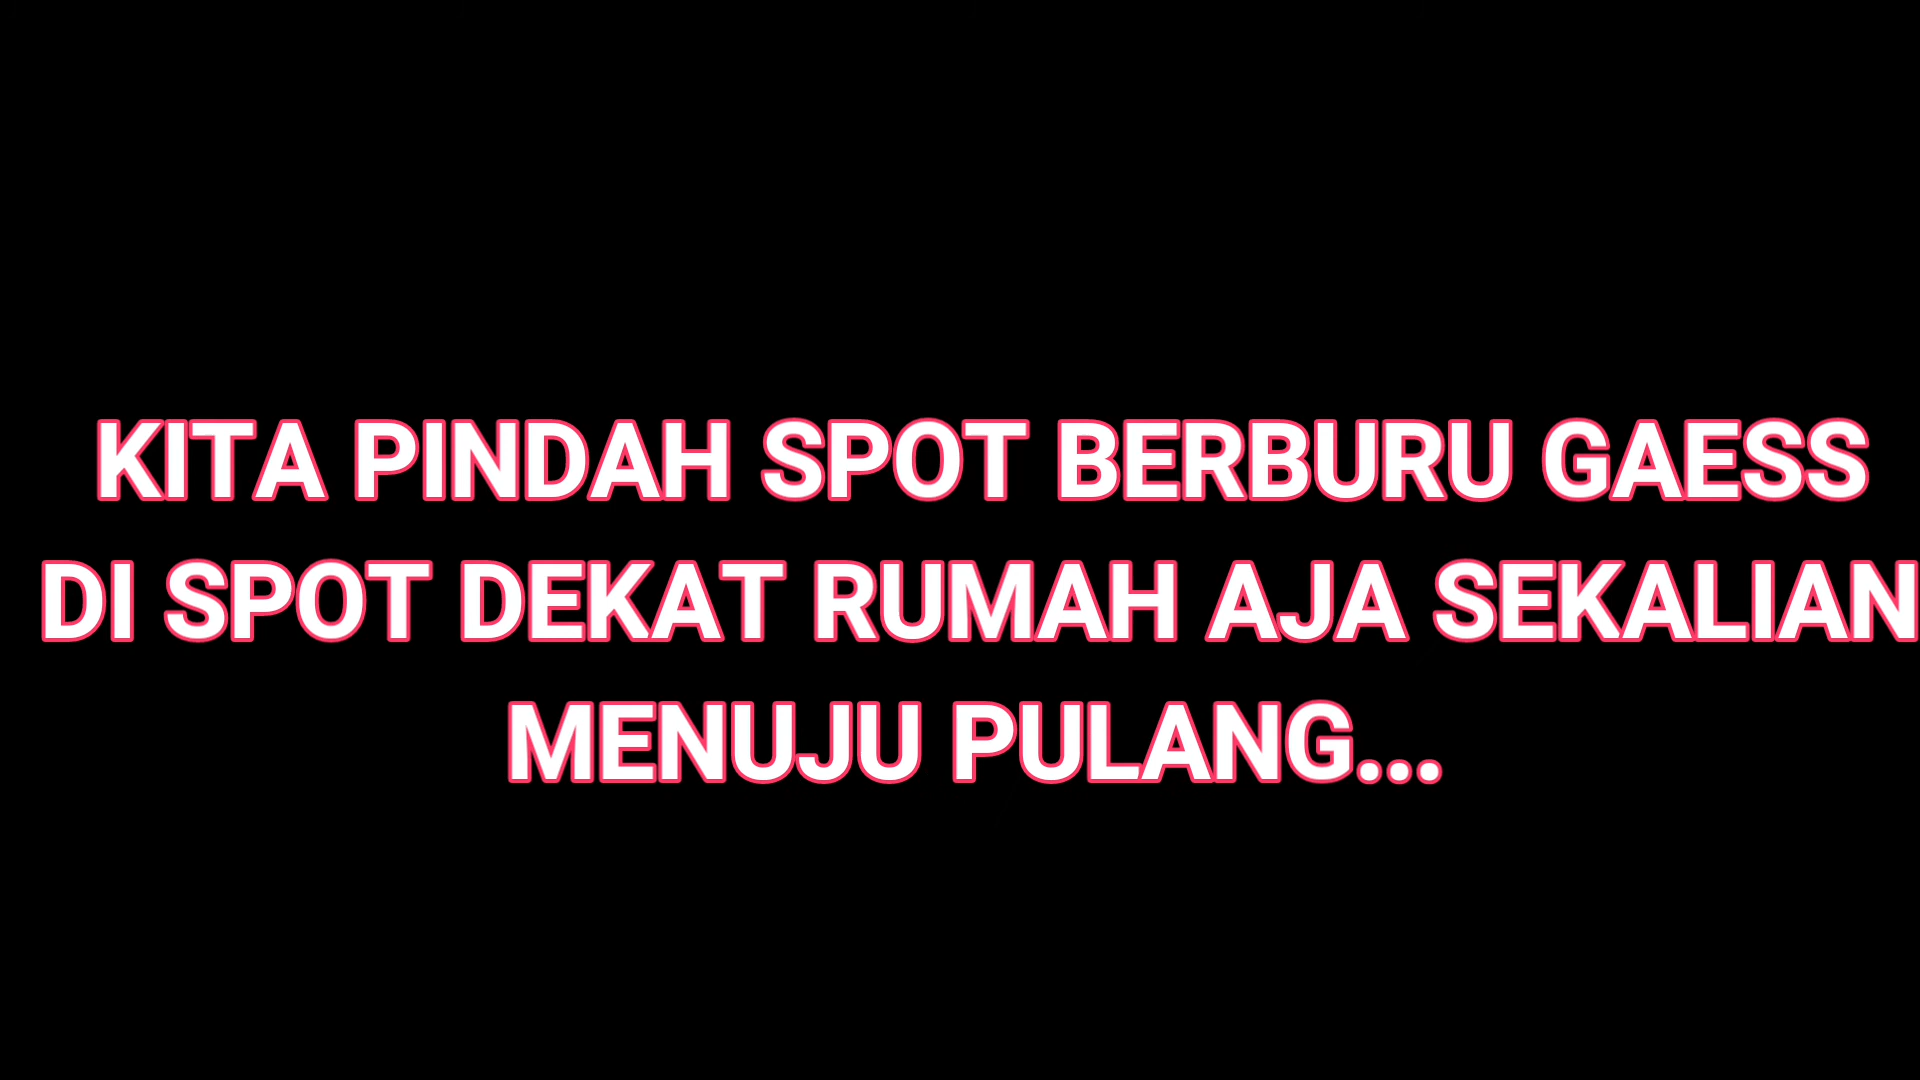 KITA PINDAH SPOT BERBURU GAESS
DI SPOT DEKAT RUMAH AJA SEKALIAN
MENUJU PULANG...